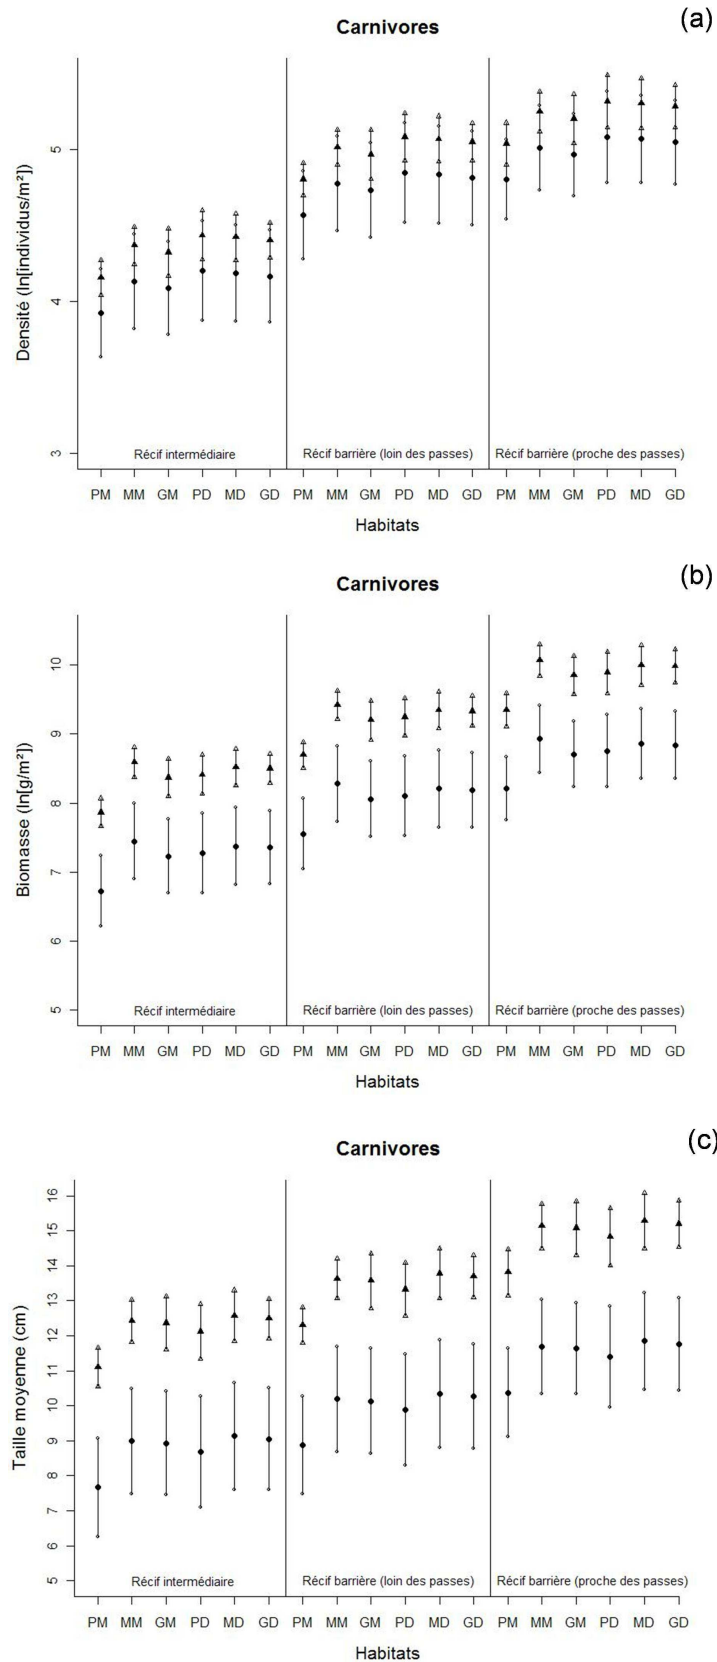 (a)
Carnivores
Densité (ln[individus/m²])
5
4
3
Récif intermédiaire
Récif barrière (loin des passes)
Récif barrière (proche des passes)
PM MM GM PD MD GD PM MM GM PD MD GD PM MM GM PD MD GD
Habitats
(b)
Carnivores
Biomasse (ln[g/m²])
10
9
8
7
6
5
Récif intermédiaire
Récif barrière (loin des passes)
Récif barrière (proche des passes)
PM MM GM PD MD GD PM MM GM PD MD GD PM MM GM PD MD GD
Habitats
(c)
Carnivores
Taille moyenne (cm)
16
15
14
13
12
11
10
9
8
7
6
5
Récif intermédiaire
Récif barrière (loin des passes)
Récif barrière (proche des passes)
PM MM GM PD MD GD PM MM GM PD MD GD PM MM GM PD MD GD
Habitats